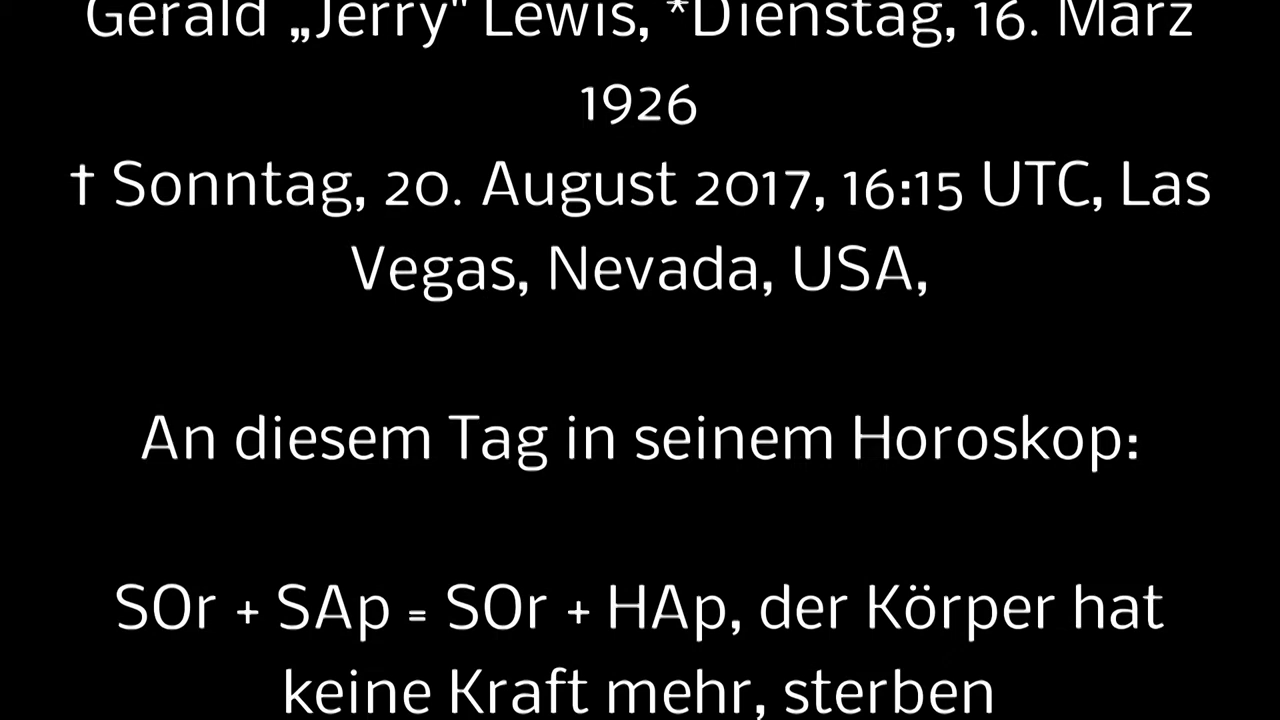 Gerald „Jerry" Lewis, *Dienstag, 16. März
1926
† Sonntag, 20. August 2017, 16:15 UTC, Las
Vegas, Nevada, USA,
An diesem Tag in seinem Horoskop:
SOr + SAp = SOr + HAp, der Körper hat
keine Kraft mehr, sterben